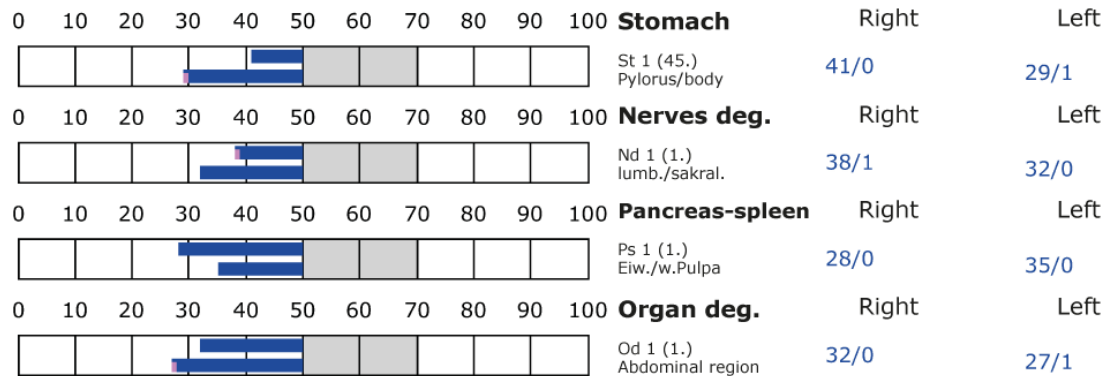 0 10 20 30 40 50 60 70 80 90 100 Stomach Right Left
St 1 (45.) 41/0 29/1
Pylorus/body
0 10 20 30 40 50 60 70 80 90 100 Nerves deg. Right Left
Nd 1 (1.) 38/1 32/0
lumb./sakral.
0 10 20 30 40 50 60 70 80 90 100 Pancreas-spleen Right Left
Ps 1 (1.) 28/0 35/0
Eiw./w.Pulpa
0 10 20 30 40 50 60 70 80 90 100 Organ deg. Right Left
Od 1 (1.) 32/0 27/1
Abdominal region